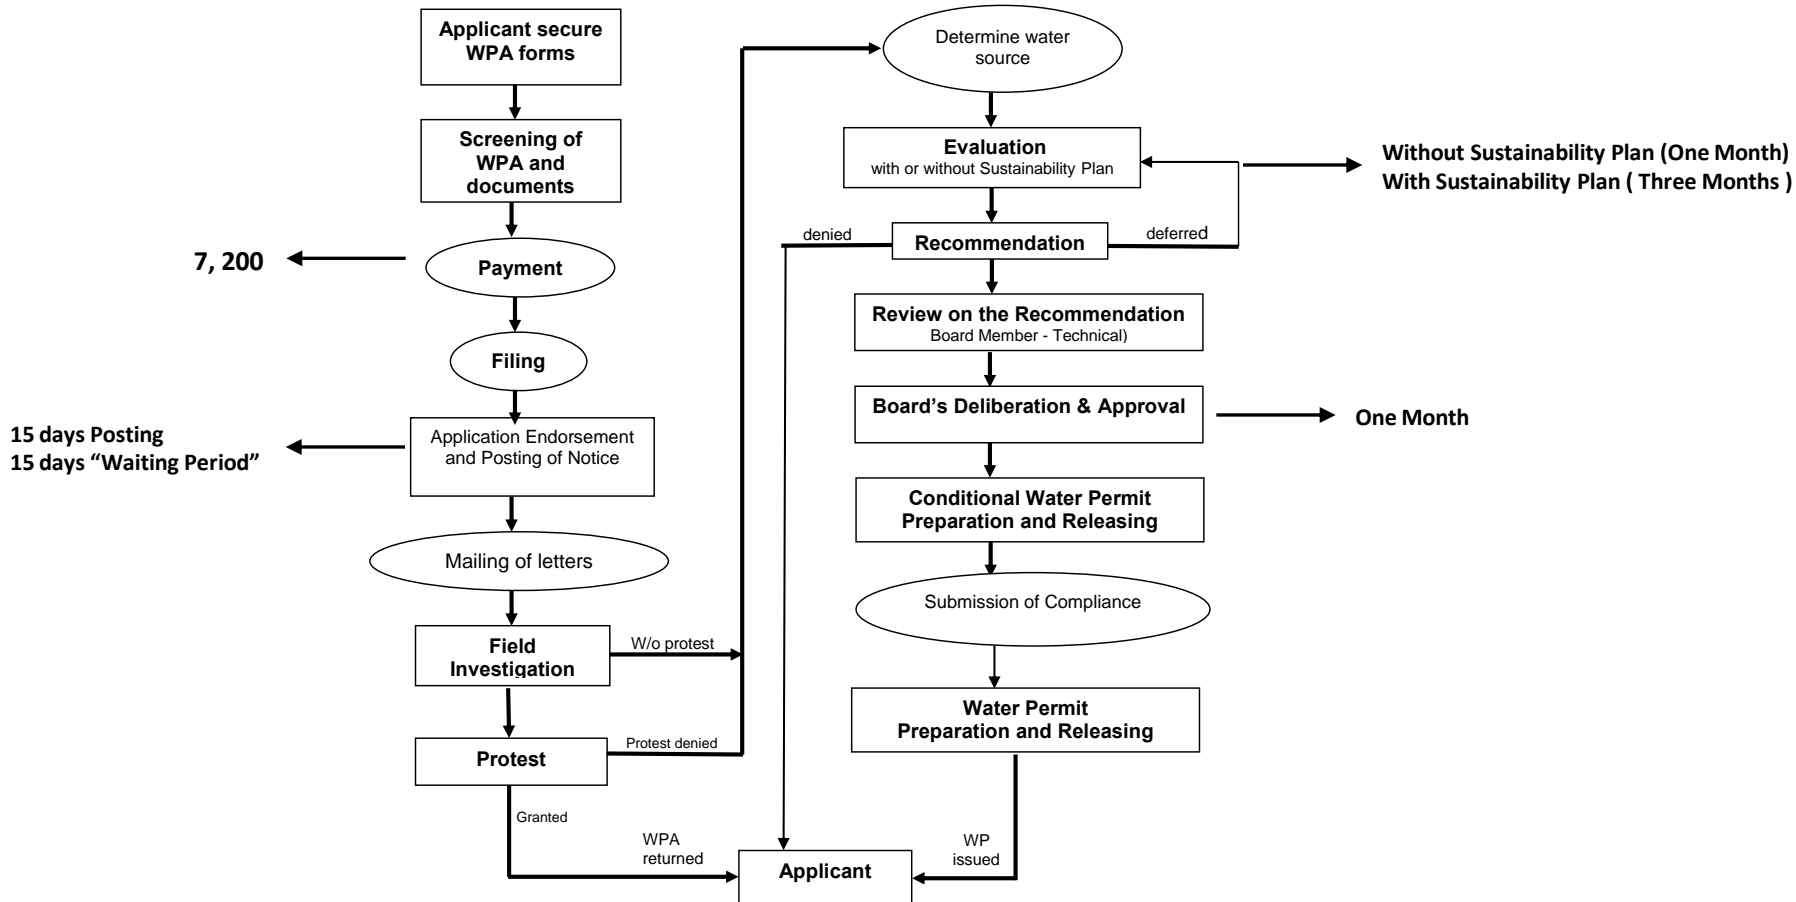 Applicant secure
WPA forms
Screening of
WPA and
documents
7, 200
Payment
Filing
15 days Posting
15 days “Waiting Period”
Application Endorsement
and Posting of Notice
Mailing of letters
Field
Investigation
W/o protest
Protest
Protest denied
Granted
WPA
returned
Determine water
source
Evaluation
with or without Sustainability Plan
Without Sustainability Plan (One Month)
With Sustainability Plan ( Three Months )
denied
Recommendation
deferred
Review on the Recommendation
Board Member - Technical)
Board’s Deliberation & Approval
One Month
Conditional Water Permit
Preparation and Releasing
Submission of Compliance
Water Permit
Preparation and Releasing
WP
issued
Applicant